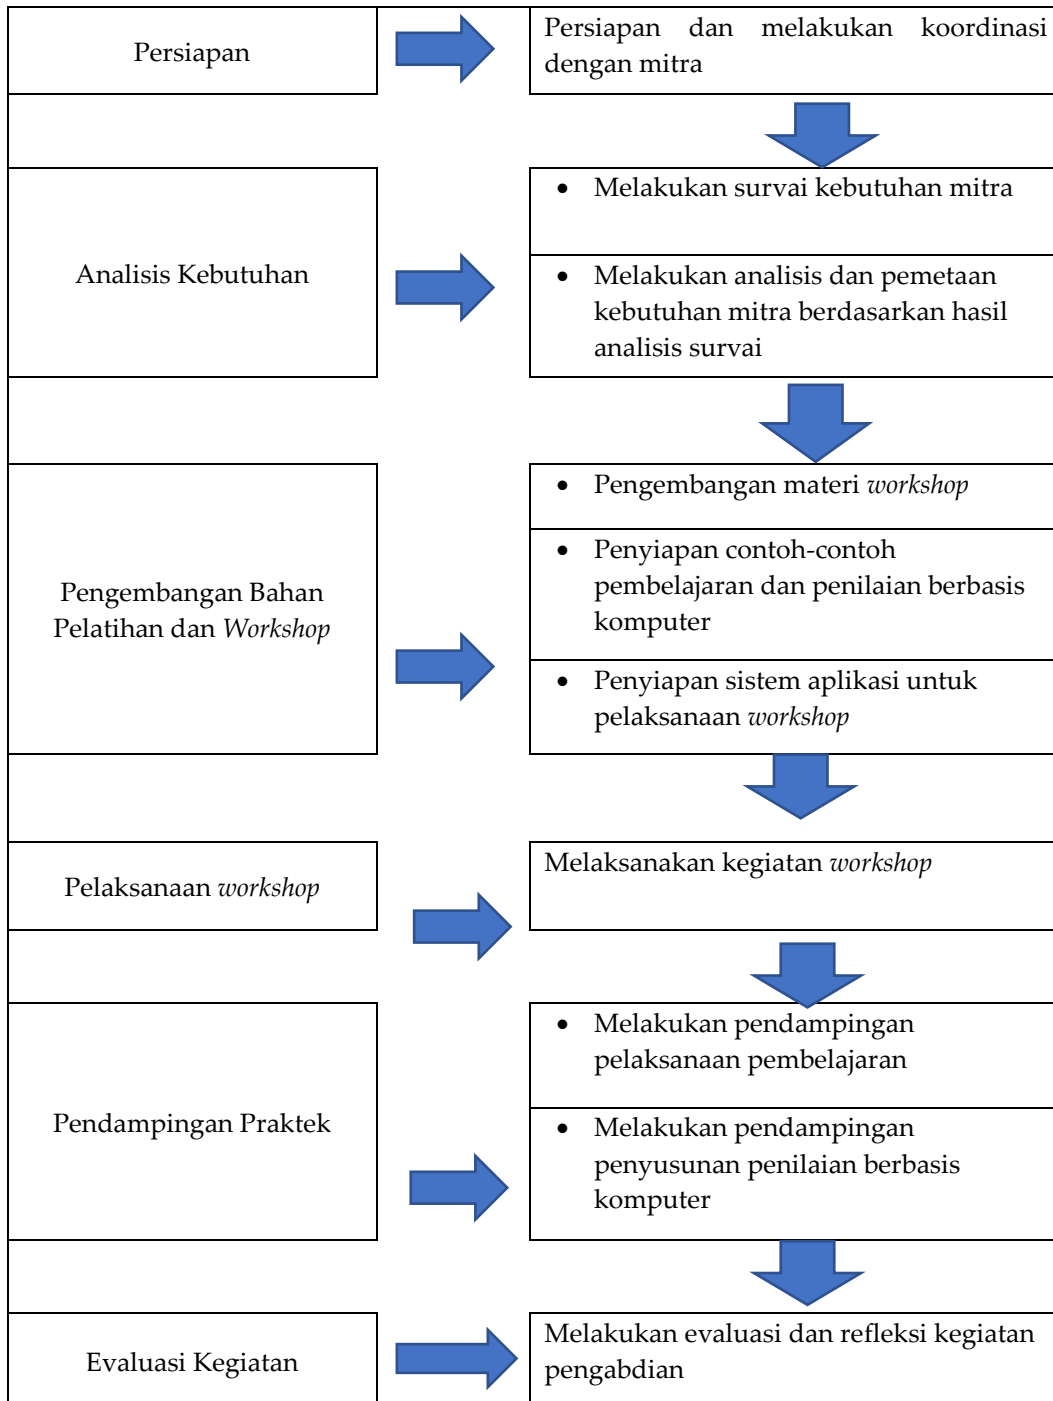 Persiapan
Persiapan dan melakukan koordinasi
dengan mitra
Analisis Kebutuhan
• Melakukan survai kebutuhan mitra
• Melakukan analisis dan pemetaan
kebutuhan mitra berdasarkan hasil
analisis survai
Pengembangan Bahan
Pelatihan dan Workshop
• Pengembangan materi workshop
• Penyiapan contoh-contoh
pembelajaran dan penilaian berbasis
komputer
• Penyiapan sistem aplikasi untuk
pelaksanaan workshop
Pelaksanaan workshop
Melaksanakan kegiatan workshop
Pendampingan Praktek
• Melakukan pendampingan
pelaksanaan pembelajaran
• Melakukan pendampingan
penyusunan penilaian berbasis
komputer
Evaluasi Kegiatan
Melakukan evaluasi dan refleksi kegiatan
pengabdian